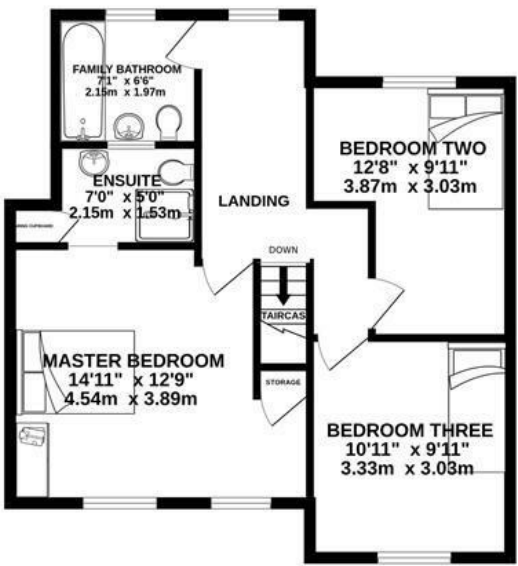 FAMILY BATHROOM
7'1" x 6'6"
2.15m x 1.97m
ENSUITE
7'0" x 5'0"
2.15m x 1.53m
BEDROOM TWO
12'8" x 9'11"
3.87m x 3.03m
LANDING
DOWN
TAIRCAS
STORAGE
MASTER BEDROOM
14'11" x 12'9"
4.54m x 3.89m
BEDROOM THREE
10'11" x 9'11"
3.33m x 3.03m